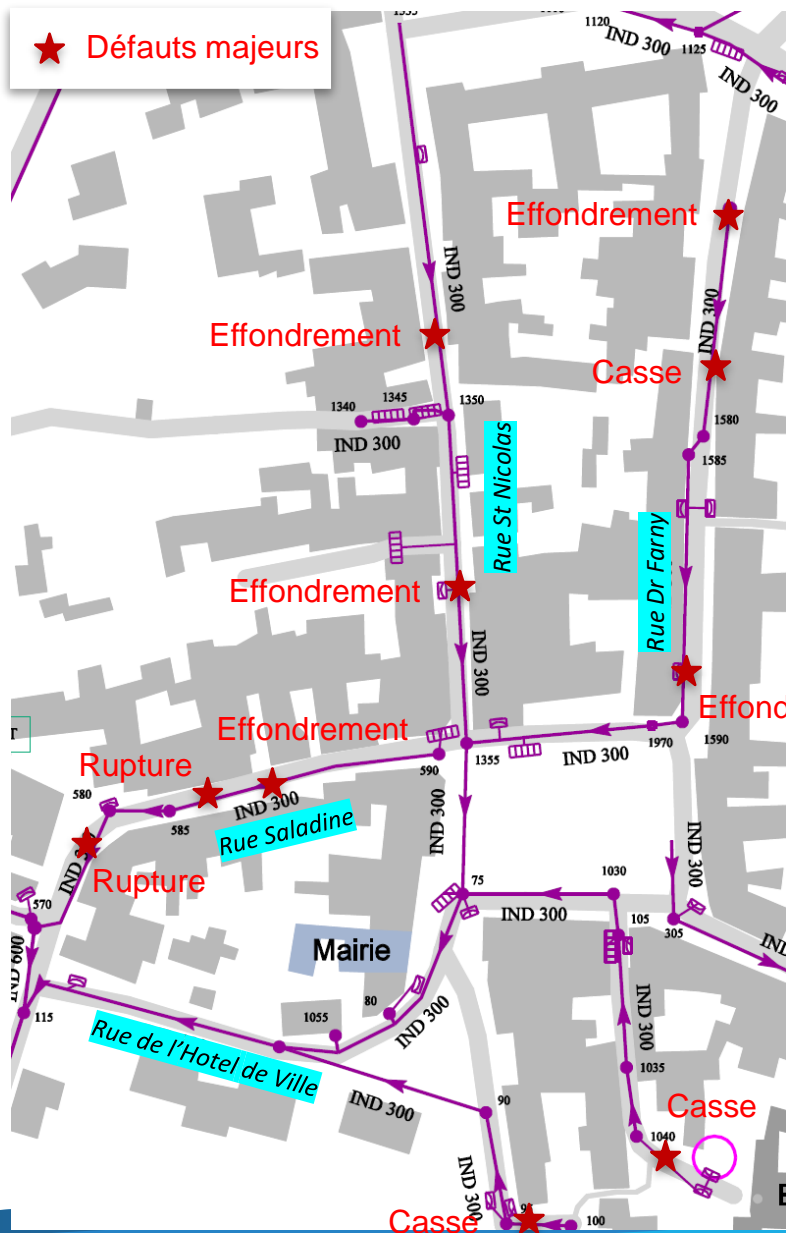 Défauts majeurs
1120
1125
IND 300
IND 300
Effondrement
IND 300
IND 300
Effondrement
Casse
1340
1345
1350
IND 300
1580
1585
Rue St Nicolas
Rue Dr Farny
Effondrement
IND 300
Effondrement
Effond
1590
1970
IND 300
1355
590
Rupture
580
585
IND 300
Rue Saladine
IND 300
Rupture
75
1030
IND 300
105
305
IND 300
570
IND 600
Mairie
115
80
1055
IND 300
Rue de l'Hotel de Ville
IND 300
IND 300
1035
90
1040
Casse
IND 300
Casse
100